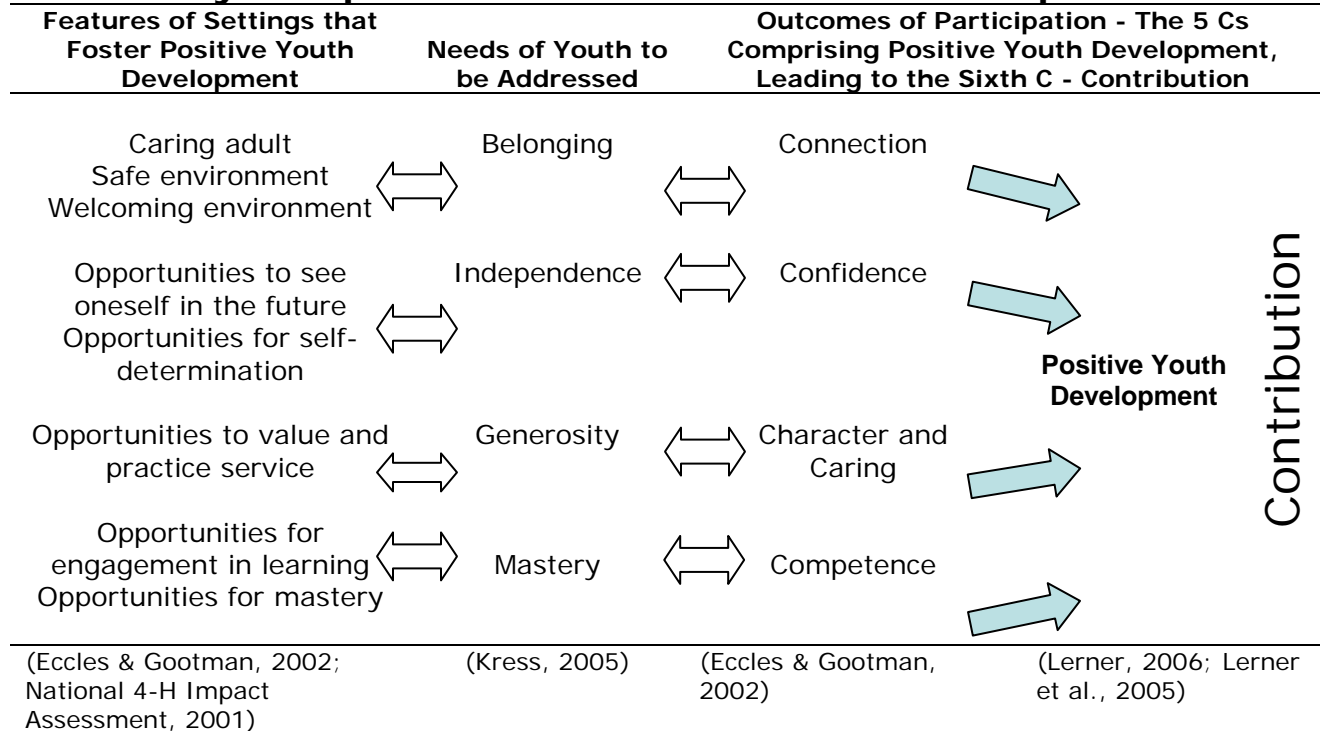 Features of Settings that
Foster Positive Youth
Development
Needs of Youth to
be Addressed
Outcomes of Participation - The 5 Cs
Comprising Positive Youth Development,
Leading to the Sixth C - Contribution
Caring adult
Safe environment
Welcoming environment
Belonging
Connection
Opportunities to see
oneself in the future
Opportunities for self-
determination
Independence
Confidence
Positive Youth
Development
Contribution
Opportunities to value and
practice service
Generosity
Character and
Caring
Opportunities for
engagement in learning
Opportunities for mastery
Mastery
Competence
(Eccles & Gootman, 2002;
National 4-H Impact
Assessment, 2001)
(Kress, 2005)
(Eccles & Gootman,
2002)
(Lerner, 2006; Lerner
et al., 2005)